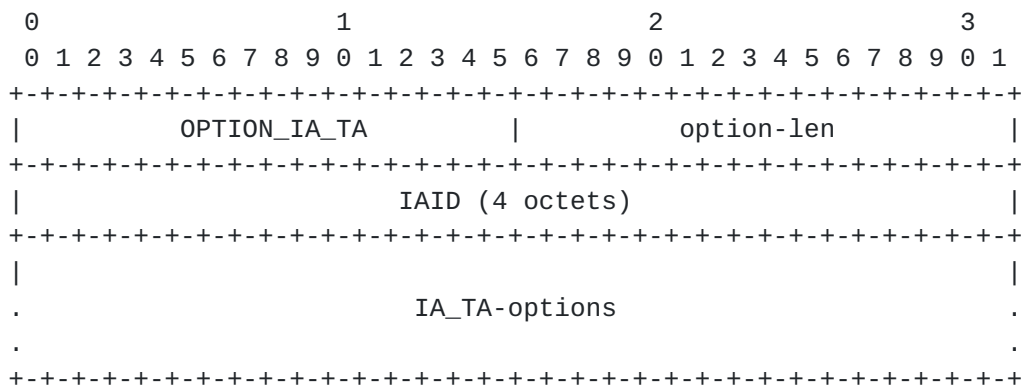 0                   1                   2                   3
 0 1 2 3 4 5 6 7 8 9 0 1 2 3 4 5 6 7 8 9 0 1 2 3 4 5 6 7 8 9 0 1
+-+-+-+-+-+-+-+-+-+-+-+-+-+-+-+-+-+-+-+-+-+-+-+-+-+-+-+-+-+-+-+-+
|          OPTION_IA_TA         |          option-len           |
+-+-+-+-+-+-+-+-+-+-+-+-+-+-+-+-+-+-+-+-+-+-+-+-+-+-+-+-+-+-+-+-+
|                        IAID (4 octets)                        |
+-+-+-+-+-+-+-+-+-+-+-+-+-+-+-+-+-+-+-+-+-+-+-+-+-+-+-+-+-+-+-+-+
|                                                               |
.                         IA_TA-options                         .
.                                                               .
+-+-+-+-+-+-+-+-+-+-+-+-+-+-+-+-+-+-+-+-+-+-+-+-+-+-+-+-+-+-+-+-+